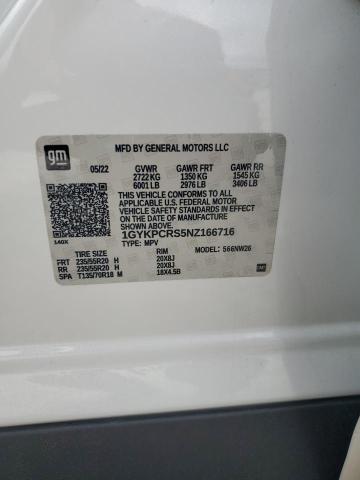 gm
MFD BY GENERAL MOTORS LLC
05/22 GVWR GAWR FRT GAWR RR
2722 KG 1350 KG 1545 KG
6001 LB 2976 LB 3406 LB
THIS VEHICLE CONFORMS TO ALL
APPLICABLE U.S. FEDERAL MOTOR
VEHICLE SAFETY STANDARDS IN EFFECT ON
THE DATE OF MANUFACTURE
SHOWN ABOVE
1GYKPCRS5NZ166716
140X TYPE: MPV MODEL: 566NW26
TIRE SIZE RIM
FRT 235/55R20 H 20X8J
RR 235/55R20 H 20X8J
SPA T135/70R18 M 18X4.5B